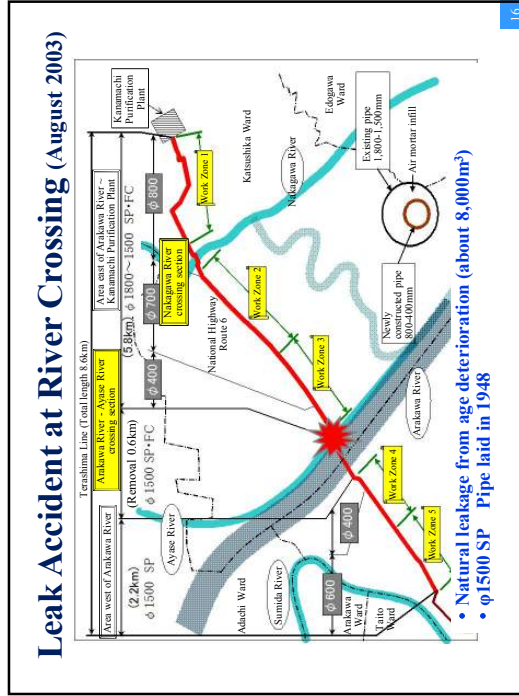 16
Leak Accident at River Crossing (August 2003)
Terashima Line (Total length 8.6km)
Area west of Arakawa River
Arakawa River - Ayase River
crossing section
Area east of Arakawa River ~
Kanamachi Purification Plant
Kanamachi
Purification
Plant
(2.2km)
φ1500 SP
(Removal 0.6km)
φ1500 SP・FC
(5.8km) φ1800～1500 SP・FC
φ600
φ400
φ400
φ700
φ800
Nakagawa River
crossing section
Work Zone 1
Work Zone 2
Work Zone 3
Work Zone 4
Work Zone 5
National Highway
Route 6
Katsushika Ward
Nakagawa River
Edogawa
Ward
Ayase River
Adachi Ward
Sumida River
Arakawa
Ward
Taito
Ward
Arakawa River
Existing pipe
1,800-1,500mm
Air mortar infill
Newly
constructed pipe
800-400mm
• Natural leakage from age deterioration (about 8,000m³)
• φ1500 SP Pipe laid in 1948